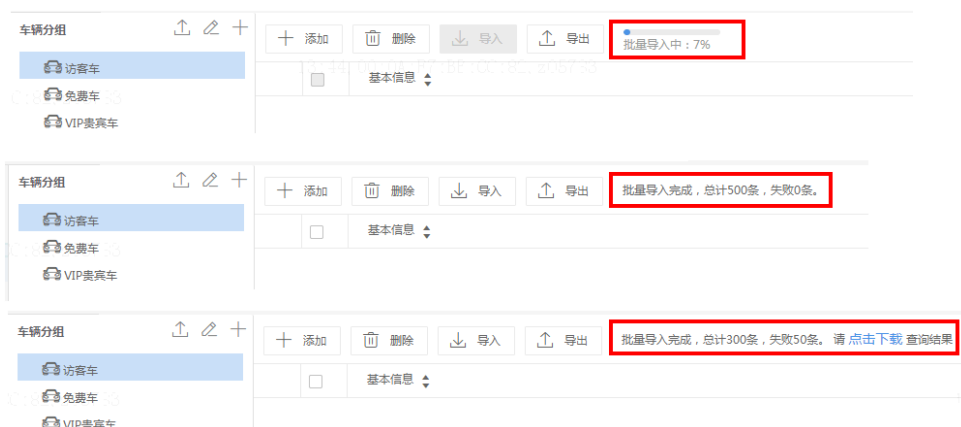 车辆分组 添加 删除 导入 导出 批量导入中：7%
访客车 基本信息
免费车
VIP贵宾车
车辆分组 添加 删除 导入 导出 批量导入完成，总计500条，失败0条。
访客车 基本信息
免费车
VIP贵宾车
车辆分组 添加 删除 导入 导出 批量导入完成，总计300条，失败50条。 请 点击下载 查询结果
访客车 基本信息
免费车
VIP贵宾车